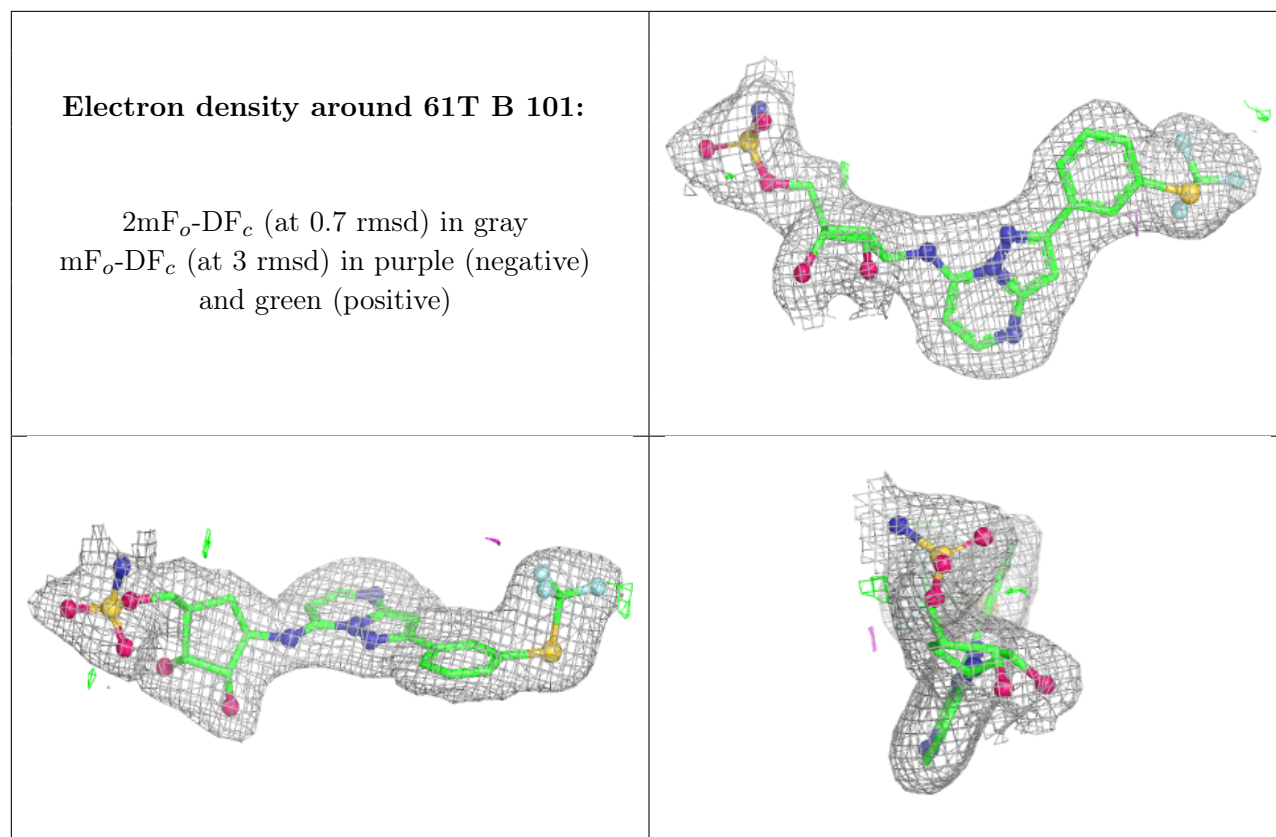 Electron density around 61T B 101:
2mFo-DFc (at 0.7 rmsd) in gray
mFo-DFc (at 3 rmsd) in purple (negative)
and green (positive)